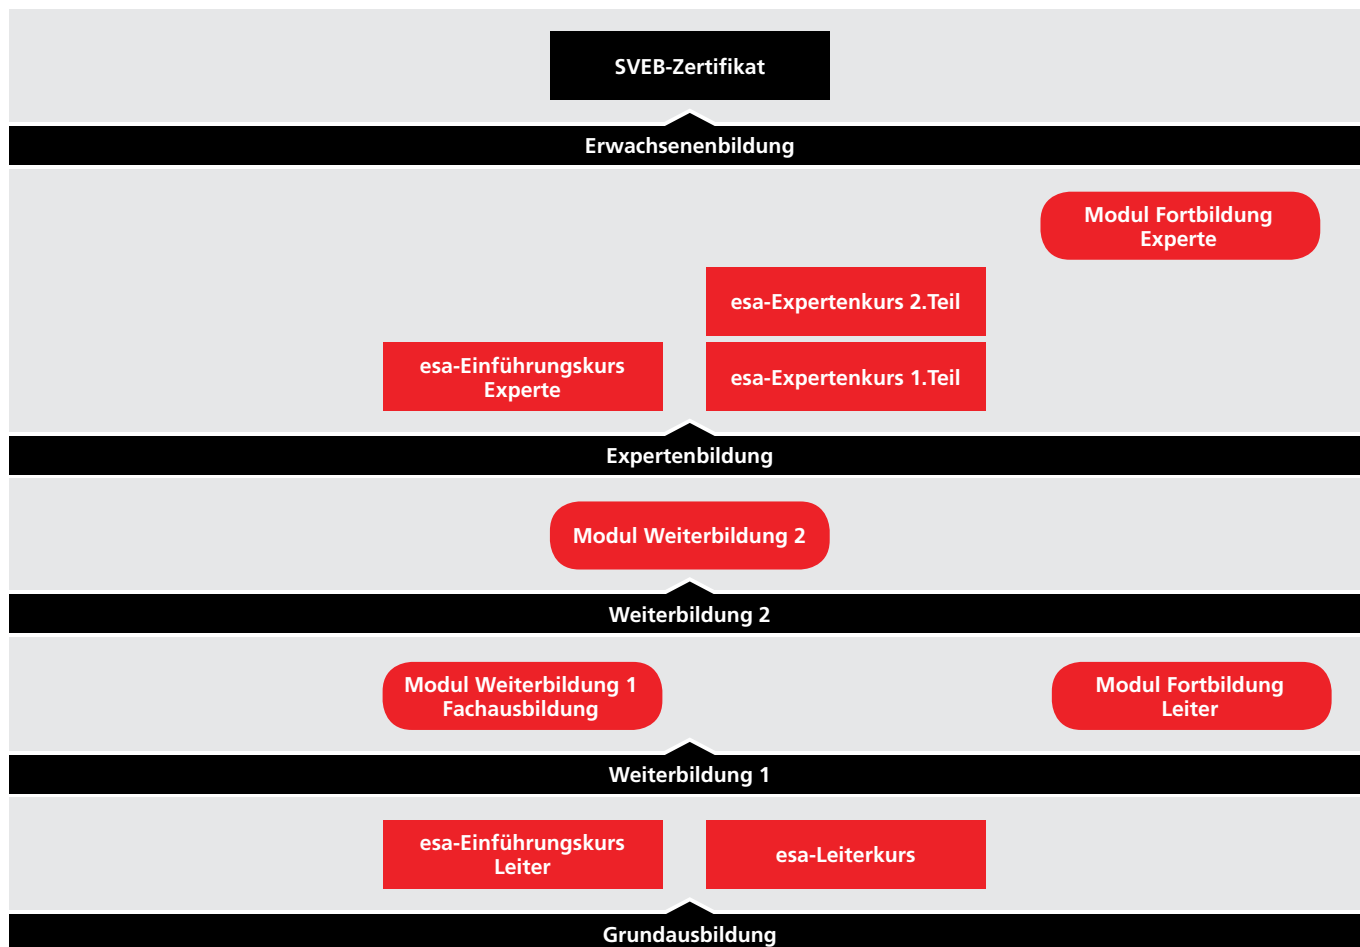 SVEB-Zertifikat
Erwachsenenbildung
Modul Fortbildung
Experte
esa-Expertenkurs 2.Teil
esa-Einführungskurs
Experte
esa-Expertenkurs 1.Teil
Expertenbildung
Modul Weiterbildung 2
Weiterbildung 2
Modul Weiterbildung 1
Fachausbildung
Modul Fortbildung
Leiter
Weiterbildung 1
esa-Einführungskurs
Leiter
esa-Leiterkurs
Grundausbildung